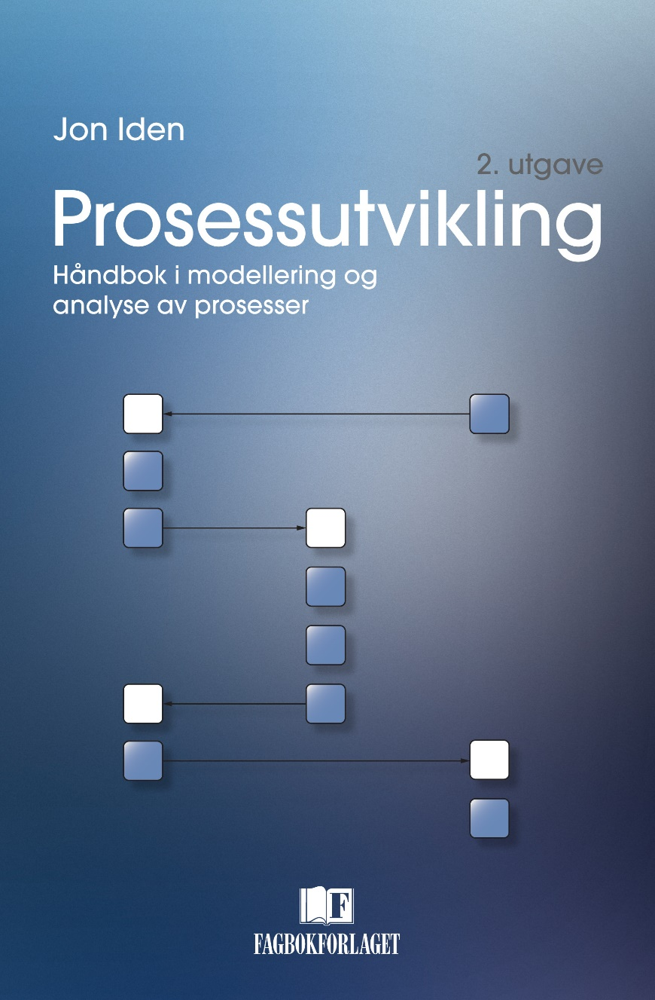 Jon Iden
2. utgave
Prosessutvikling
Håndbok i modellering og
analyse av prosesser
F
FAGBOKFORLAGET